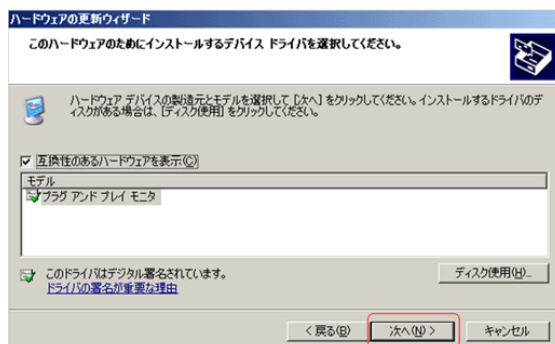 ハードウェアの更新ウィザード
このハードウェアのためにインストールするデバイス ドライバを選択してください。
ハードウェア デバイスの製造元とモデルを選択して [次へ] をクリックしてください。インストールするドライバのデ
ィスクがある場合は、[ディスク使用] をクリックしてください。
互換性のあるハードウェアを表示(C)
モデル
プラグ アンド プレイ モニタ
このドライバはデジタル署名されています。
ディスク使用(H)...
ドライバの署名が重要な理由
< 戻る(B)
次へ(N) >
キャンセル